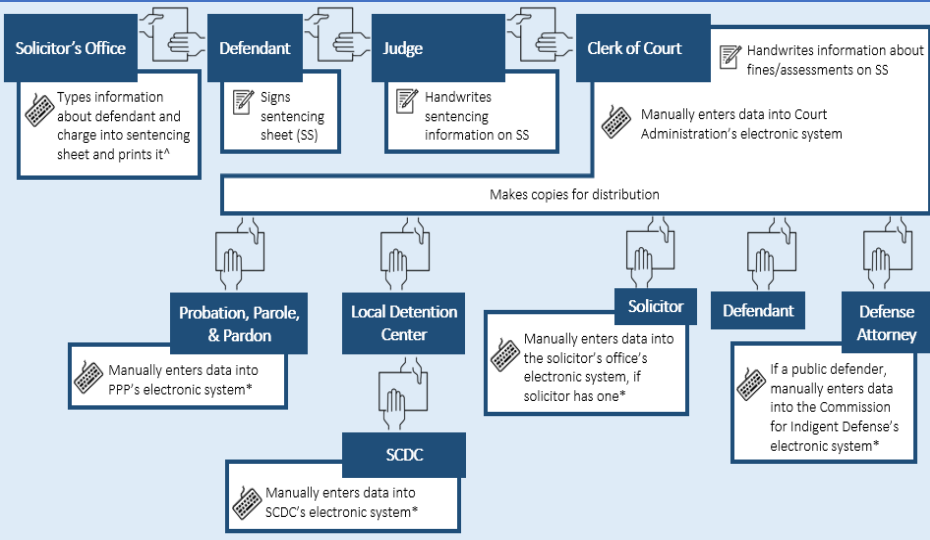 Solicitor's Office
Defendant
Judge
Clerk of Court
Handwrites information about
fines/assessments on SS
Types information
about defendant and
charge into sentencing
sheet and prints it^
Signs
sentencing
sheet (SS)
Handwrites
sentencing
information on SS
Manually enters data into Court
Administration's electronic system
Makes copies for distribution
Probation, Parole,
& Pardon
Manually enters data into
PPP's electronic system*
Local Detention
Center
SCDC
Manually enters data into
SCDC's electronic system*
Solicitor
Manually enters data into
the solicitor's office's
electronic system, if
solicitor has one*
Defendant
Defense
Attorney
If a public defender,
manually enters data
into the Commission
for Indigent Defense's
electronic system*